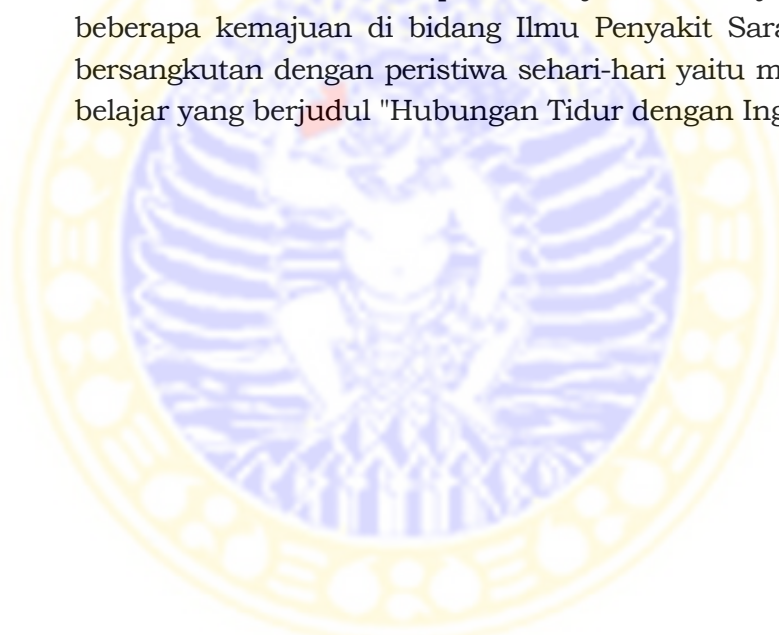 beberapa kemajuan di bidang Ilmu Penyakit
bersangkutan dengan peristiwa sehari-hari yaitu
belajar yang berjudul "Hubungan Tidur dengan